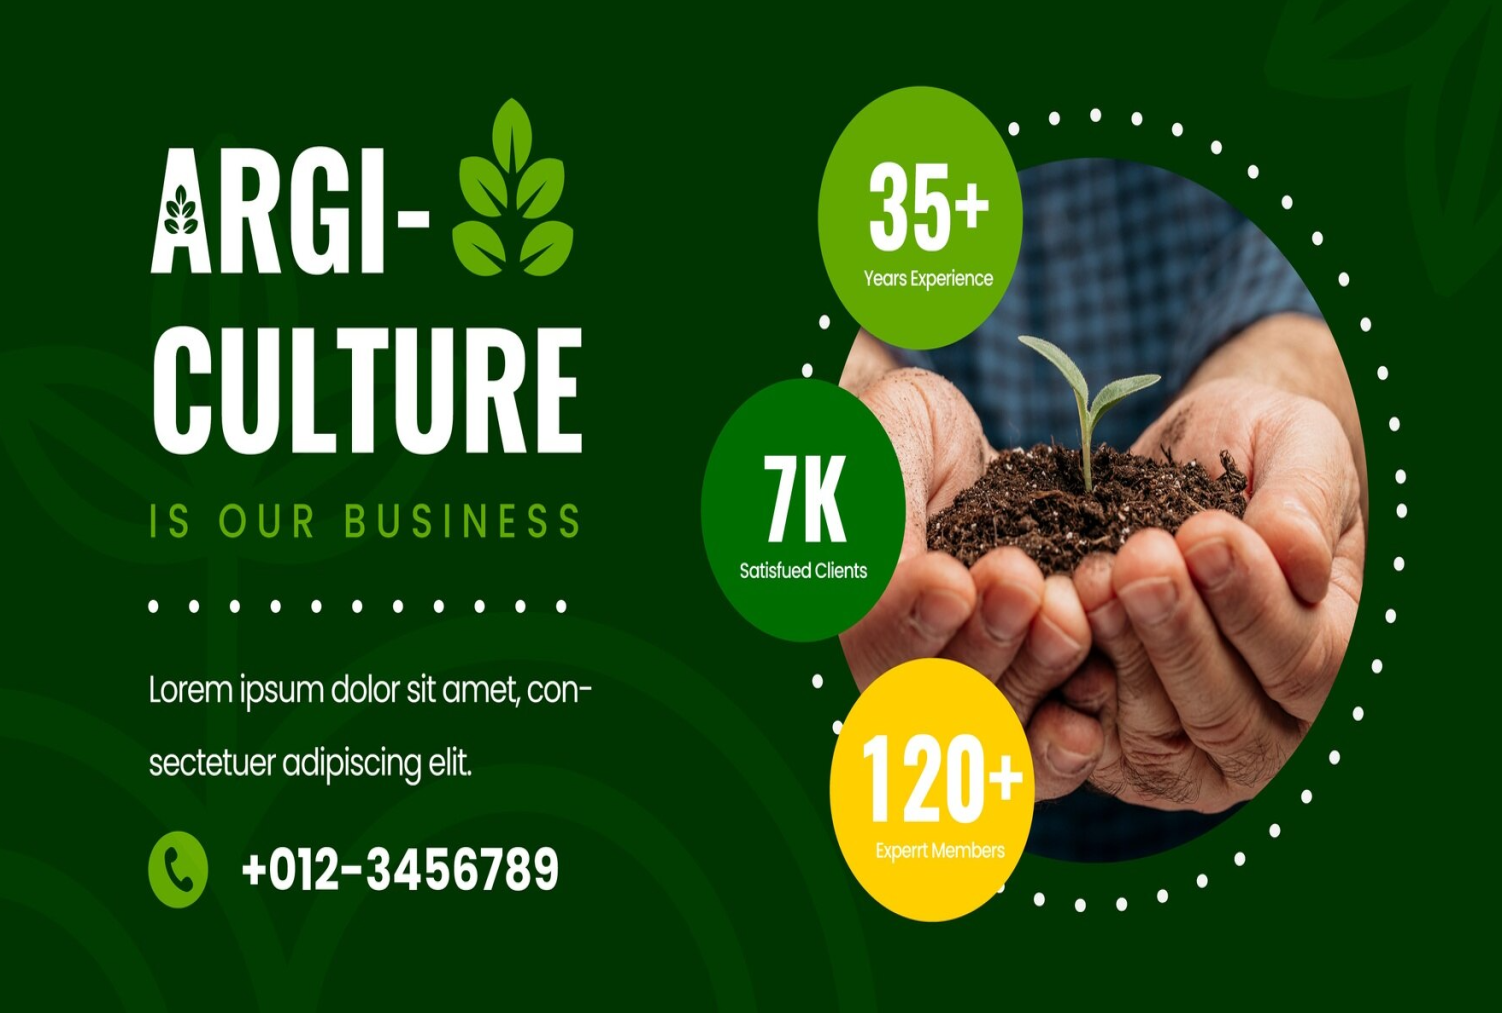 ARGI-
CULTURE
IS OUR BUSINESS
Lorem ipsum dolor sit amet, con-
sectetuer adipiscing elit.
+012-3456789
35+
Years Experience
7K
Satisfued Clients
120+
Experrt Members